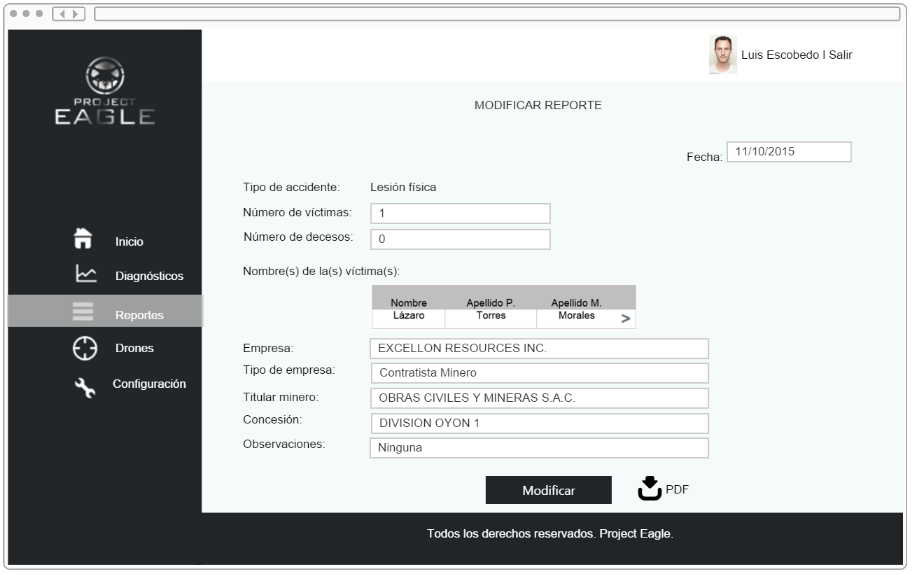 Luis Escobedo I Salir
PROJECT
EAGLE
MODIFICAR REPORTE
Fecha: 11/10/2015
Tipo de accidente: Lesión física
Número de víctimas: 1
Número de decesos: 0
Nombre(s) de la(s) víctima(s):
Nombre Apellido P. Apellido M.
Lázaro Torres Morales >
Inicio
Diagnósticos
Reportes
Drones
Configuración
Empresa: EXCELLON RESOURCES INC.
Tipo de empresa: Contratista Minero
Titular minero: OBRAS CIVILES Y MINERAS S.A.C.
Concesión: DIVISION OYON 1
Observaciones: Ninguna
Modificar PDF
Todos los derechos reservados. Project Eagle.